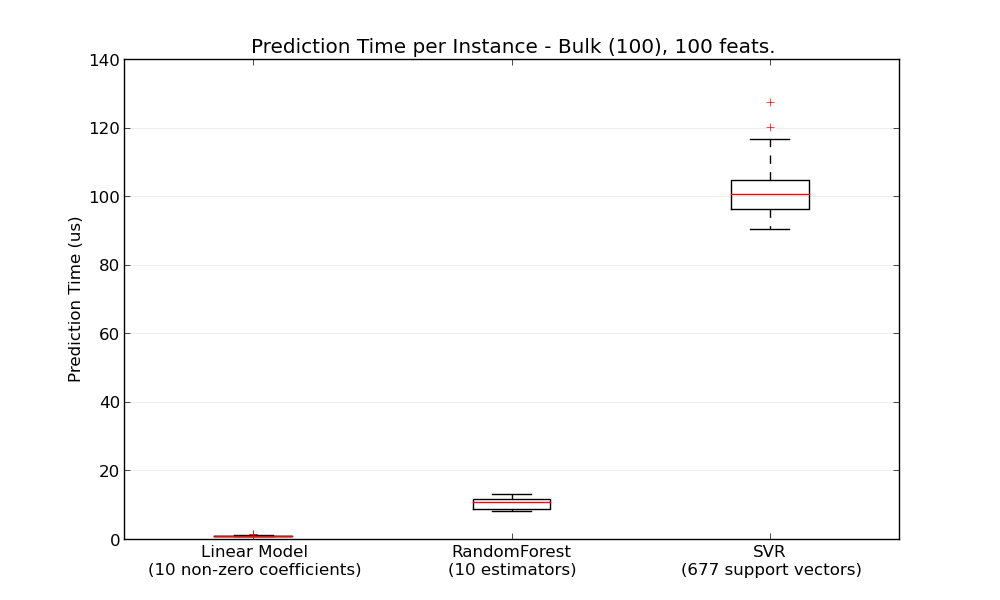 Prediction Time per Instance - Bulk (100), 100 feats.
140
120
100
80
60
40
20
0
Prediction Time (us)
Linear Model
(10 non-zero coefficients)
RandomForest
(10 estimators)
SVR
(677 support vectors)